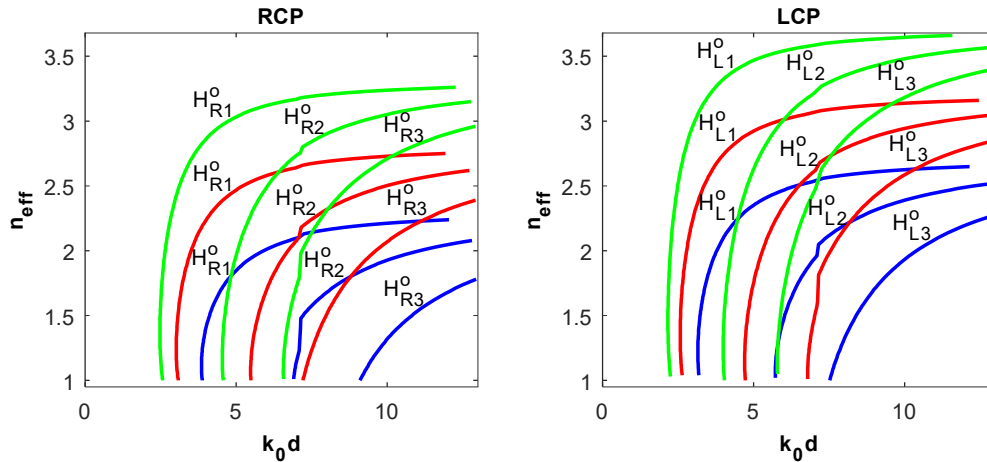 RCP
n_eff
3.5
3
2.5
2
1.5
1
0
5
10
k_0d
H^o_R1
H^o_R2
H^o_R3
H^o_R1
H^o_R2
H^o_R3
H^o_R1
H^o_R2
H^o_R3
LCP
n_eff
3.5
3
2.5
2
1.5
1
0
5
10
k_0d
H^o_L1
H^o_L2
H^o_L3
H^o_L1
H^o_L2
H^o_L3
H^o_L1
H^o_L2
H^o_L3